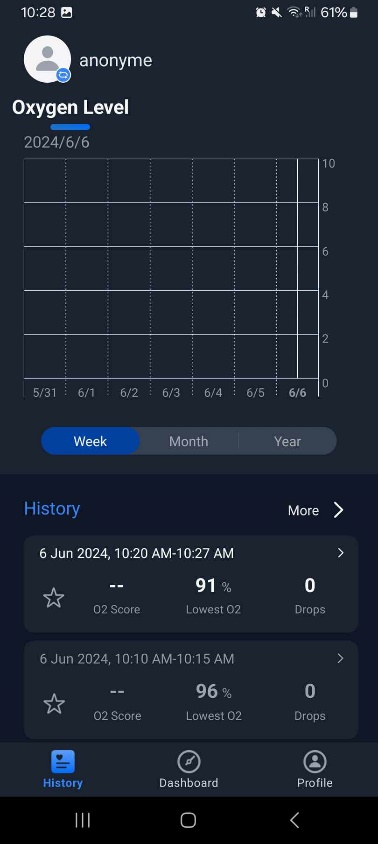 10:28 61%
anonyme
Oxygen Level
2024/6/6
10
8
6
4
2
0
5/31 6/1 6/2 6/3 6/4 6/5 6/6
Week Month Year
History More
6 Jun 2024, 10:20 AM-10:27 AM
-- 91 % 0
O2 Score Lowest O2 Drops
6 Jun 2024, 10:10 AM-10:15 AM
-- 96 % 0
O2 Score Lowest O2 Drops
History Dashboard Profile